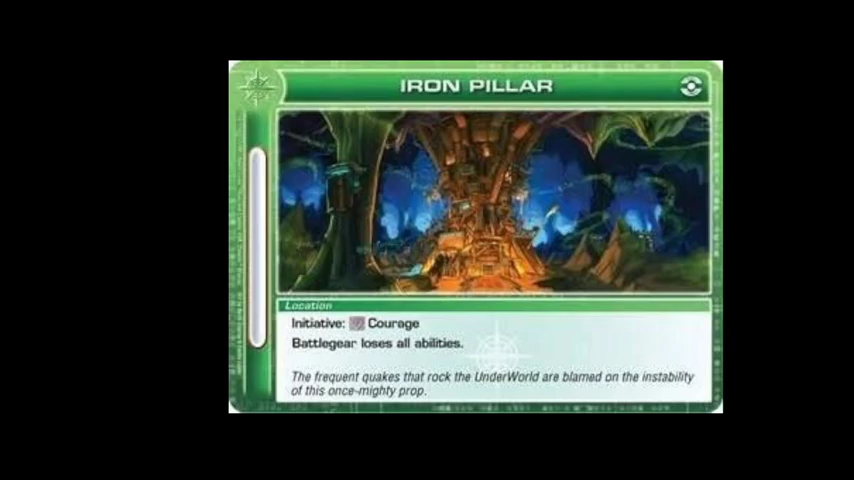 IRON PILLAR
Location
Initiative: Courage
Battlegear loses all abilities.
The frequent quakes that rock the UnderWorld are blamed on the instability
of this once-mighty prop.